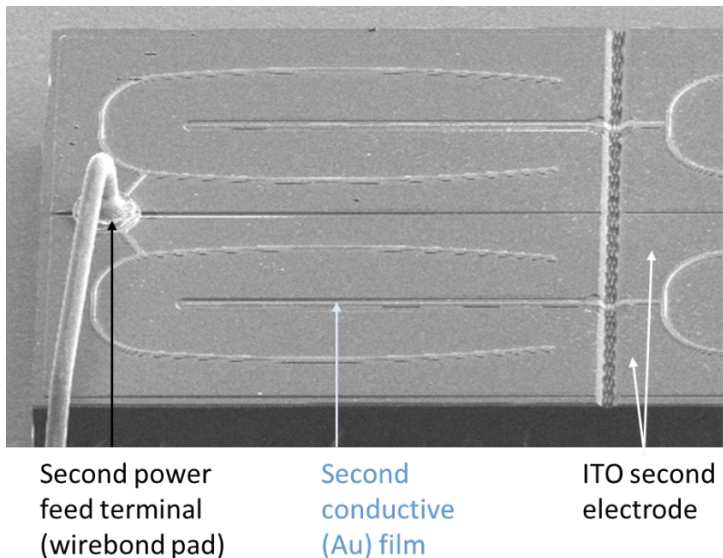 Second power
feed terminal
(wirebond pad)
Second
conductive
(Au) film
ITO second
electrode